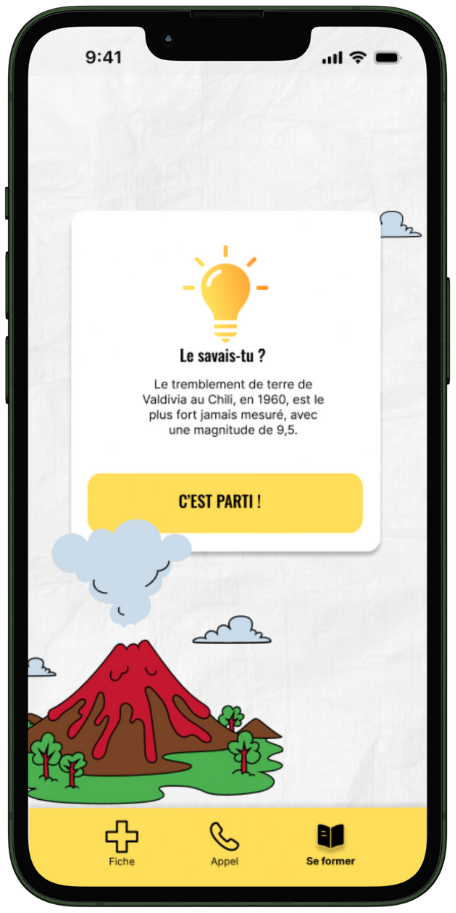 9:41
Le savais-tu ?
Le tremblement de terre de
Valdivia au Chili, en 1960, est le
plus fort jamais mesuré, avec
une magnitude de 9,5.
C'EST PARTI !
Fiche
Appel
Se former